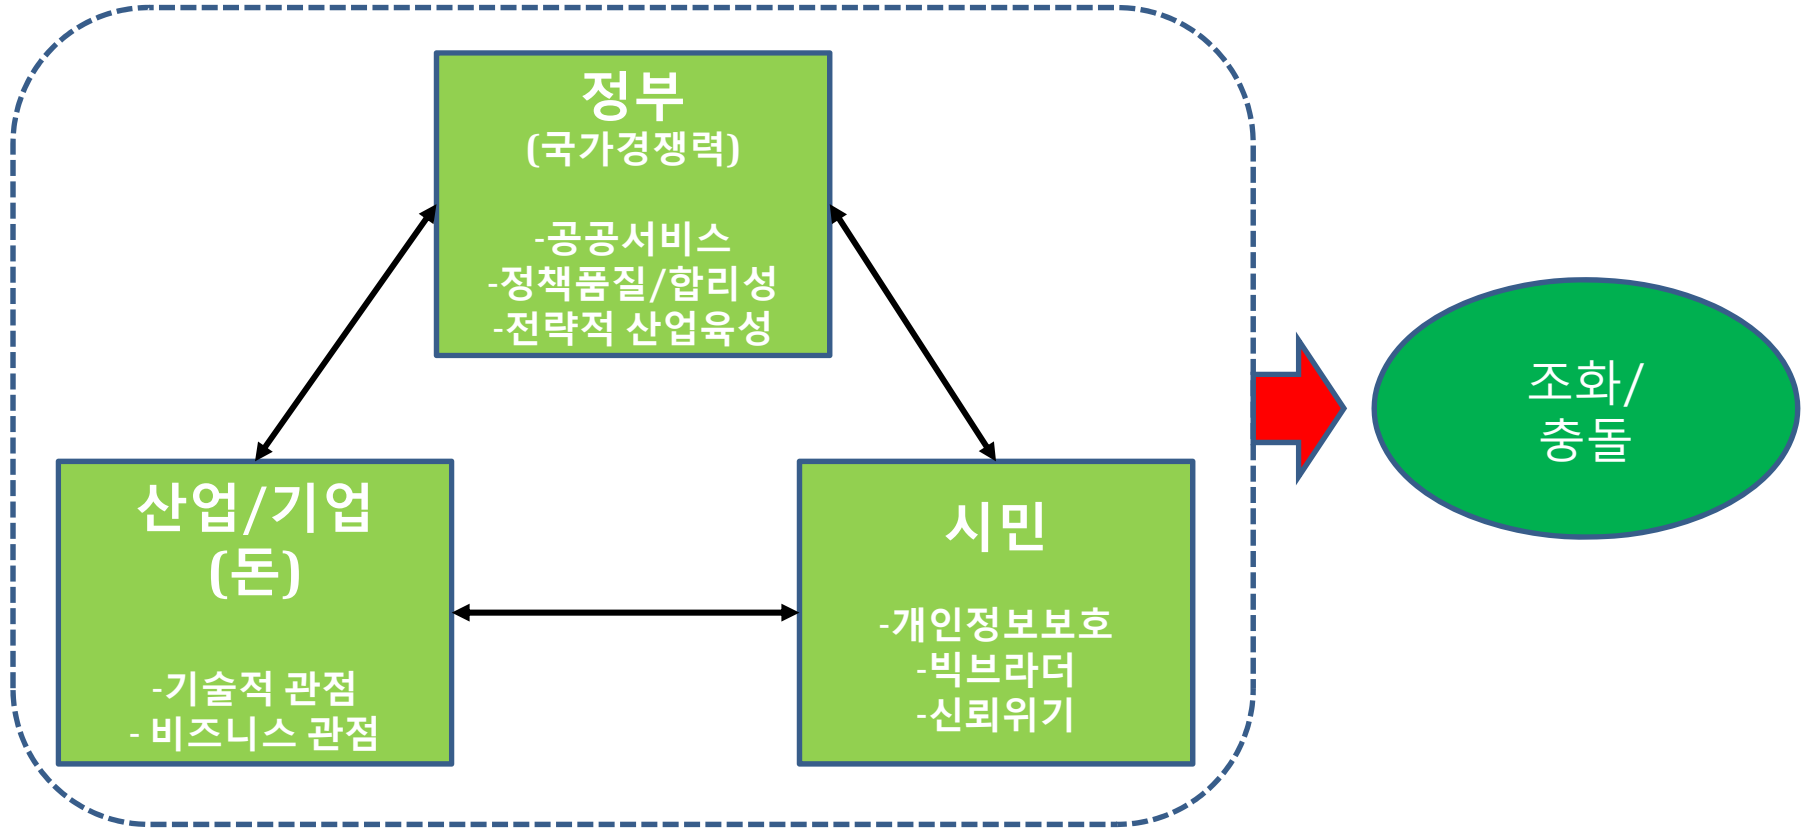 정부
(국가경쟁력)
-공공서비스
-정책품질/합리성
-전략적 산업육성
산업/기업
(돈)
-기술적 관점
- 비즈니스 관점
시민
-개인정보보호
-빅브라더
-신뢰위기
조화/
충돌